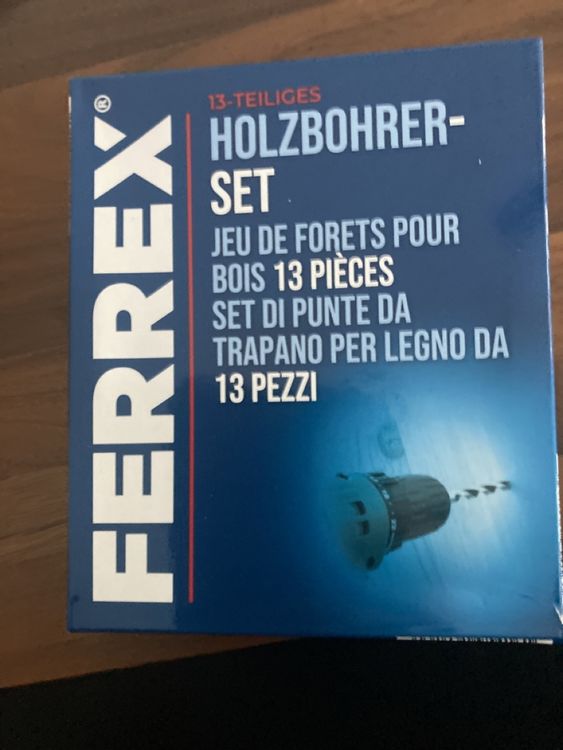 FERREX®
13-TEILIGES
HOLZBOHRER-
SET
JEU DE FORETS POUR
BOIS 13 PIÈCES
SET DI PUNTE DA
TRAPANO PER LEGNO DA
13 PEZZI